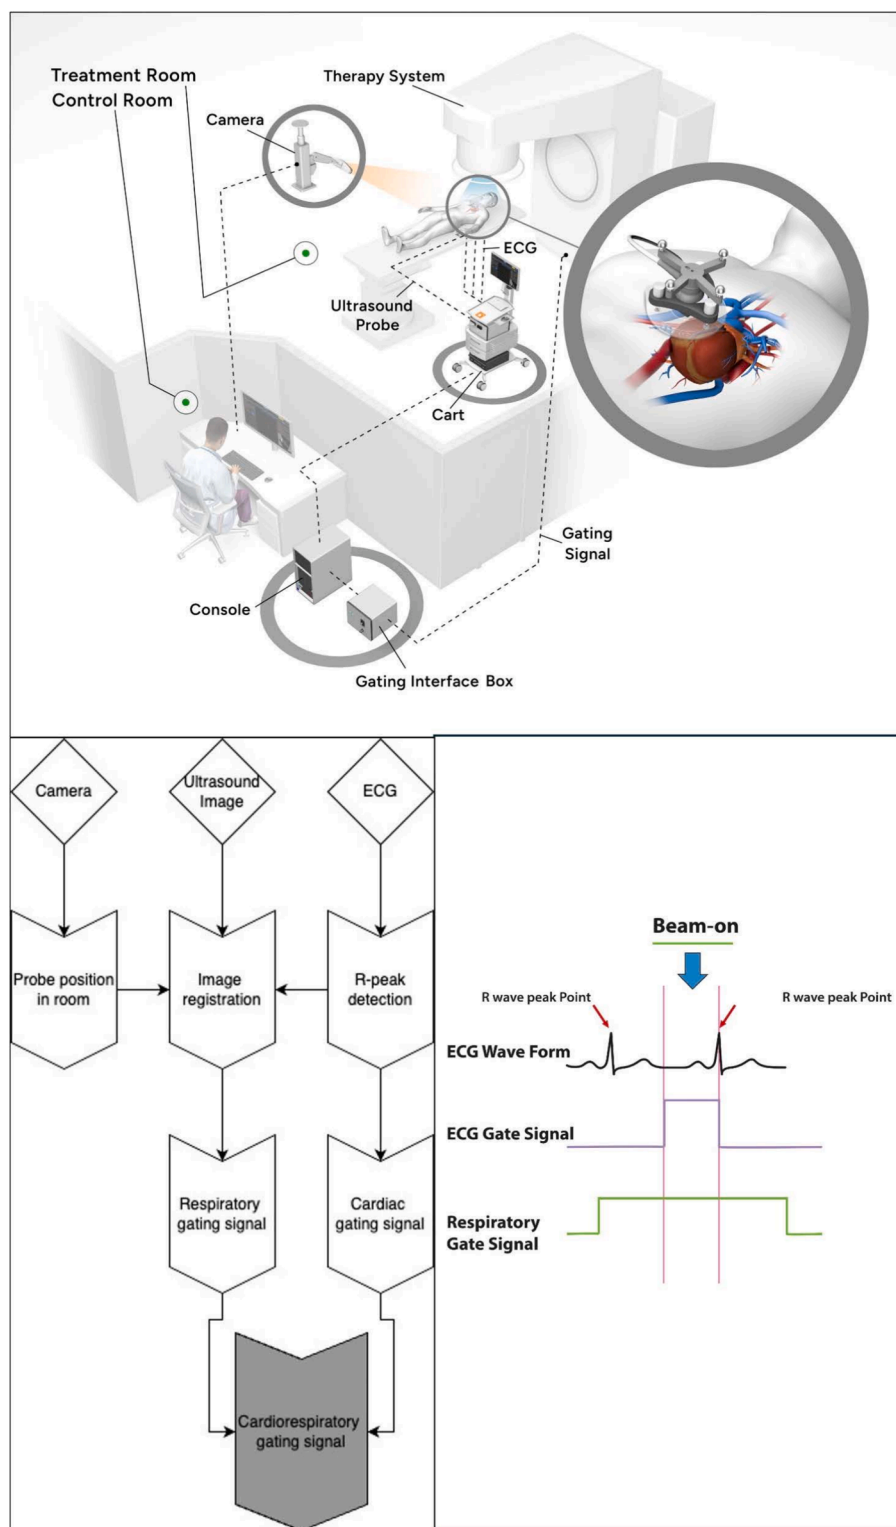 Treatment Room
Control Room
Therapy System
Camera
ECG
Ultrasound
Probe
Cart
Gating
Signal
Console
Gating Interface Box
Camera
Ultrasound
Image
ECG
Probe position
in room
Image
registration
R-peak
detection
Respiratory
gating signal
Cardiac
gating signal
Cardiorespiratory
gating signal
Beam-on
R wave peak Point
R wave peak Point
ECG Wave Form
ECG Gate Signal
Respiratory
Gate Signal